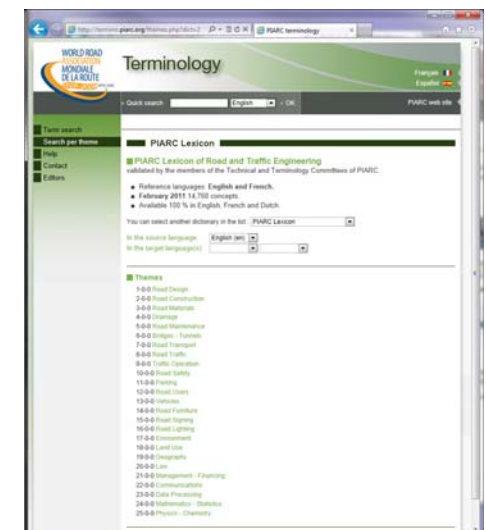 PIARC terminology
WORLD ROAD
ASSOCIATION
MONDIALE
DE LA ROUTE
Terminology
Français
Español
Quick search English OK
PIARC web site
Term search
Search per theme
Help
Contact
Editors
PIARC Lexicon
PIARC Lexicon of Road and Traffic Engineering
validated by the members of the Technical and Terminology Committees of PIARC.
Reference languages: English and French.
February 2011 14,760 concepts.
Available 100 % in English, French and Dutch.
You can select another dictionary in the list : PIARC Lexicon
In the source language English (en)
In the target language(s)
Themes
1-0-0 Road Design
2-0-0 Road Construction
3-0-0 Road Materials
4-0-0 Drainage
5-0-0 Road Maintenance
6-0-0 Bridges - Tunnels
7-0-0 Road Transport
8-0-0 Road Traffic
9-0-0 Traffic Operation
10-0-0 Road Safety
11-0-0 Parking
12-0-0 Road Users
13-0-0 Vehicles
14-0-0 Road Furniture
15-0-0 Road Signing
16-0-0 Road Lighting
17-0-0 Environment
18-0-0 Land Use
19-0-0 Geography
20-0-0 Law
21-0-0 Management - Financing
22-0-0 Communications
23-0-0 Data Processing
24-0-0 Mathematics - Statistics
25-0-0 Physics - Chemistry